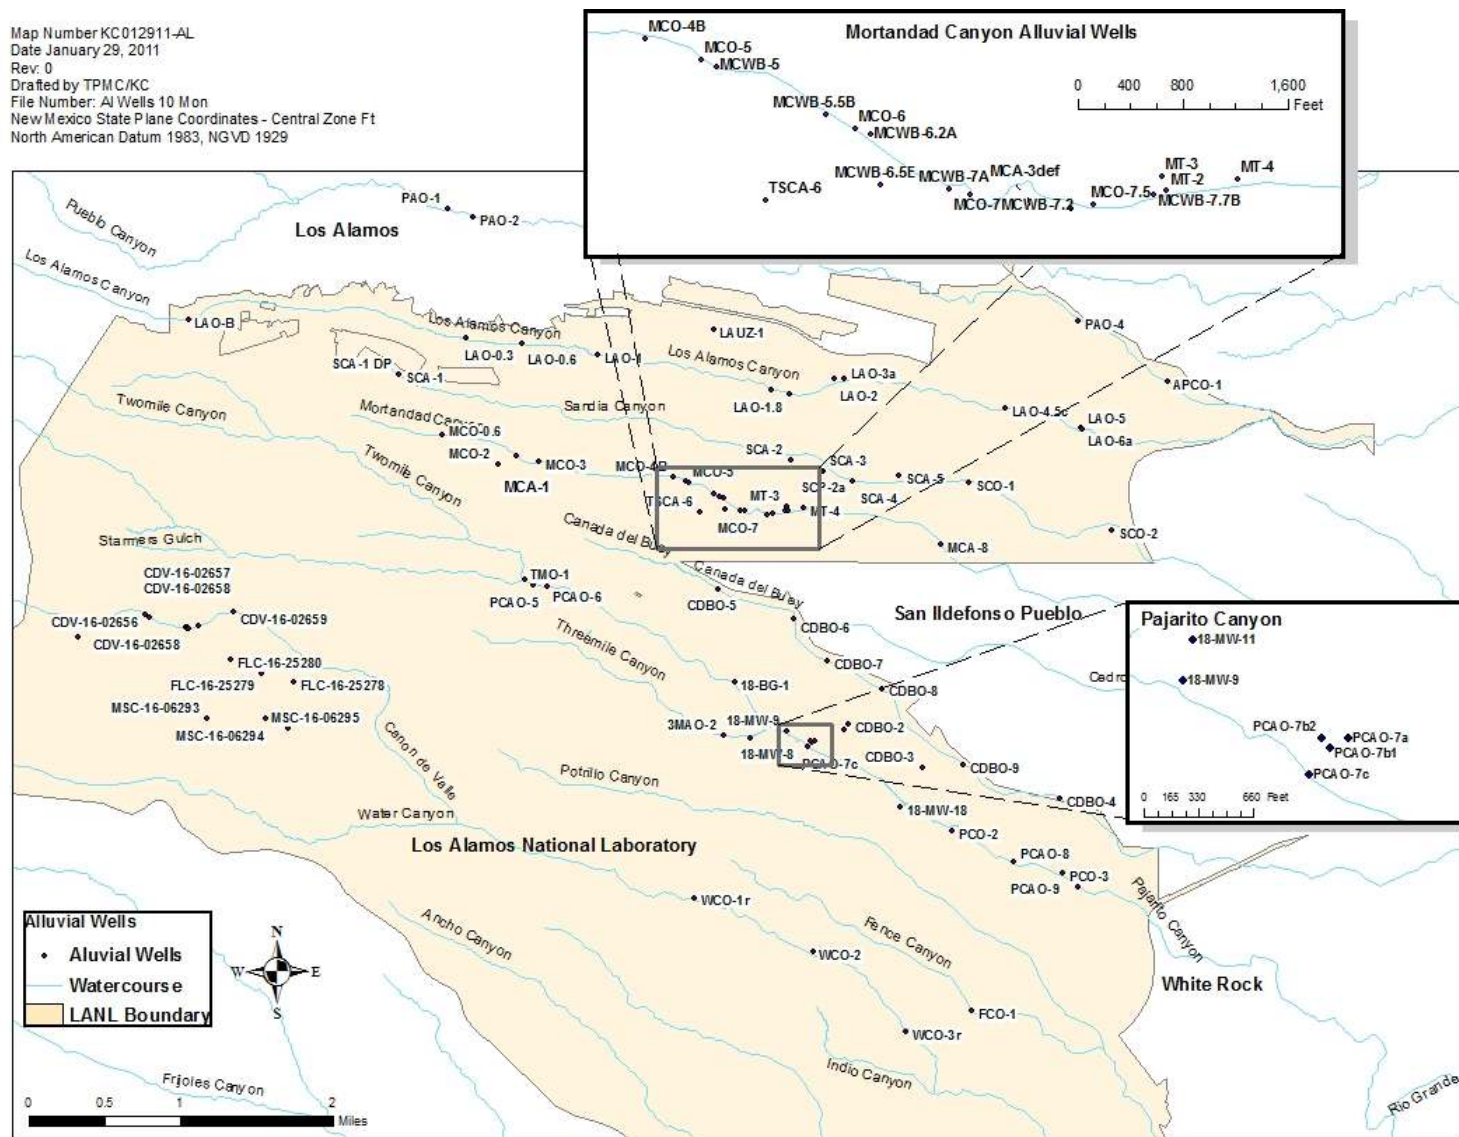 Map Number KC012911-AL
Date January 29, 2011
Rev: 0
Drafted by TPMC/KC
File Number: Al Wells 10 Mon
New Mexico State Plane Coordinates - Central Zone Ft
North American Datum 1983, NGVD 1929
Mortandad Canyon Alluvial Wells
0 400 800 1,600
Feet
MCO-4B
MCO-5
MCWB-5
MCWB-5.5B
MCO-6
MCWB-6.2A
MCWB-6.5E
TSCA-6
MCWB-7A
MCA-3def
MCO-7
MCWB-7.2
MCO-7.5
MT-3
MT-2
MT-4
MCWB-7.7B
PAO-1
PAO-2
Pueblo Canyon
Los Alamos
Los Alamos Canyon
LAO-B
Los Alamos Canyon
LAUZ-1
PAO-4
LAO-0.3
LAO-0.6
LAO-1
Los Alamos Canyon
SCA-1 DP
SCA-1
LAO-3a
APCO-1
Twomile Canyon
Mortandad Canyon
Sandia Canyon
LAO-1.8
LAO-2
LAO-4.5c
LAO-5
LAO-6a
MCO-0.6
MCO-2
MCO-3
MCA-1
Twomile Canyon
SCA-2
SCA-3
MCO-4B
MCO-5
SCP-2a
SCA-5
SCA-4
SCO-1
TSCA-6
MT-3
MT-4
MCO-7
SCO-2
MCA-8
Starmers Gulch
Canada del Buey
Canada del Buey
CDV-16-02657
CDV-16-02658
TMO-1
PCAO-5
PCAO-6
CDBO-5
San Ildefonso Pueblo
CDV-16-02656
CDV-16-02659
CDV-16-02658
Threemile Canyon
CDBO-6
Pajarito Canyon
18-MW-11
18-MW-9
PCAO-7b2
PCAO-7a
PCAO-7b1
PCAO-7c
0 165 330 660 Feet
FLC-16-25280
FLC-16-25279
FLC-16-25278
CDBO-7
Cedro
18-BG-1
CDBO-8
MSC-16-06293
MSC-16-06295
MSC-16-06294
3MAO-2
18-MW-9
CDBO-2
18-MW-8
PCAO-7c
CDBO-3
CDBO-9
Canon de Valle
Potrillo Canyon
CDBO-4
Water Canyon
18-MW-18
Los Alamos National Laboratory
PCO-2
PCAO-8
PCO-3
PCAO-9
Pajarito Canyon
WCO-1r
Ancho Canyon
Fence Canyon
WCO-2
White Rock
Alluvial Wells
Aluvial Wells
Watercourse
LANL Boundary
N
W
E
S
FCO-1
WCO-3r
Indio Canyon
Frijoles Canyon
Rio Grande
0 0.5 1 2
Miles